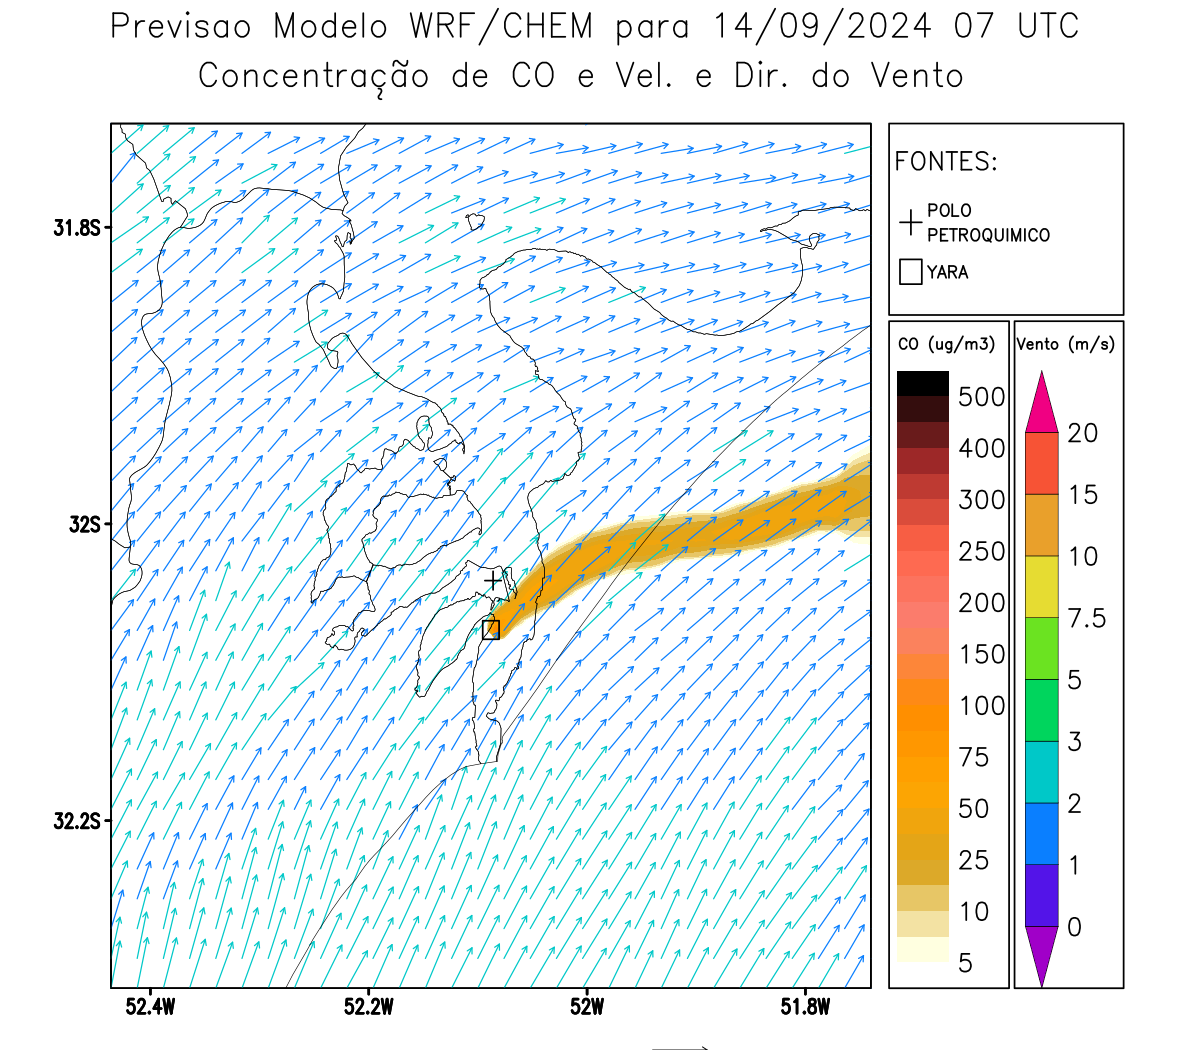 Previsao Modelo WRF/CHEM para 14/09/2024 07 UTC
Concentração de CO e Vel. e Dir. do Vento
FONTES:
POLO
PETROQUIMICO
YARA
31.8S
32S
32.2S
52.4W
52.2W
52W
51.8W
CO (ug/m3)
500
400
300
250
200
150
100
75
50
25
10
5
Vento (m/s)
20
15
10
7.5
5
3
2
1
0